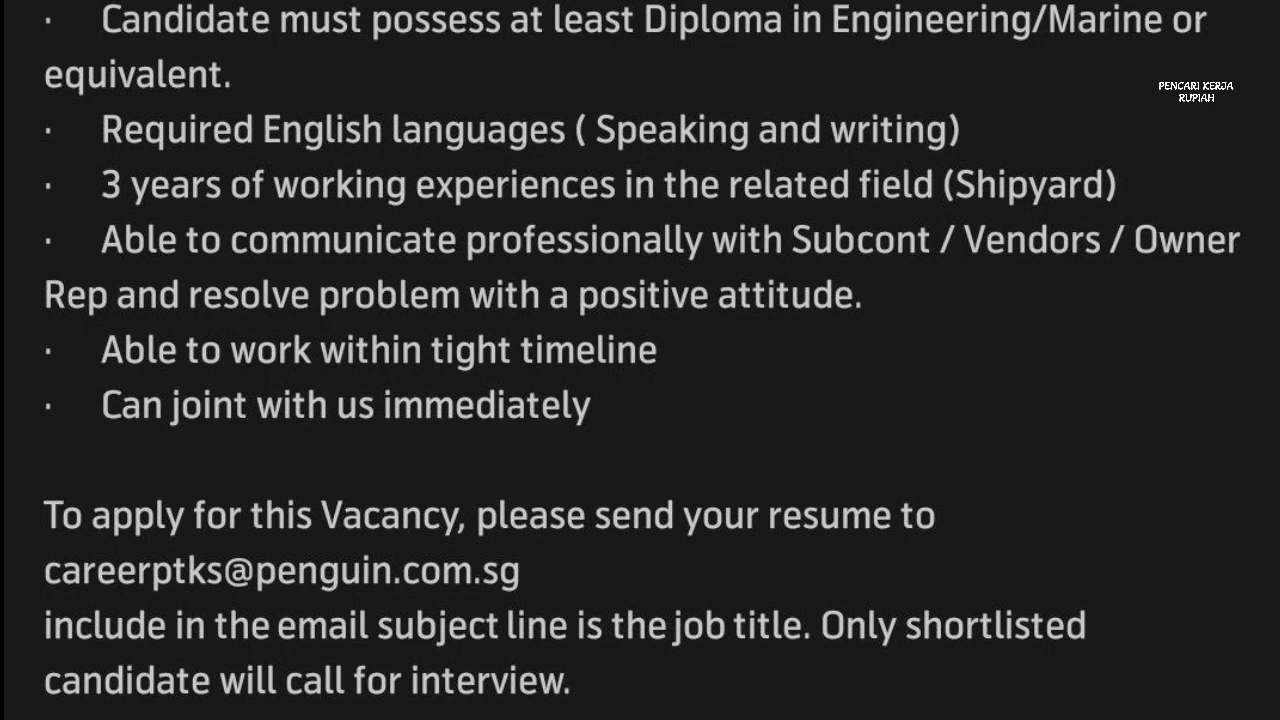 · Candidate must possess at least Diploma in Engineering/Marine or
equivalent.
PENCARI KERJA
RUPIAH
· Required English languages ( Speaking and writing)
· 3 years of working experiences in the related field (Shipyard)
· Able to communicate professionally with Subcont / Vendors / Owner
Rep and resolve problem with a positive attitude.
· Able to work within tight timeline
· Can joint with us immediately
To apply for this Vacancy, please send your resume to
careerptks@penguin.com.sg
include in the email subject line is the job title. Only shortlisted
candidate will call for interview.